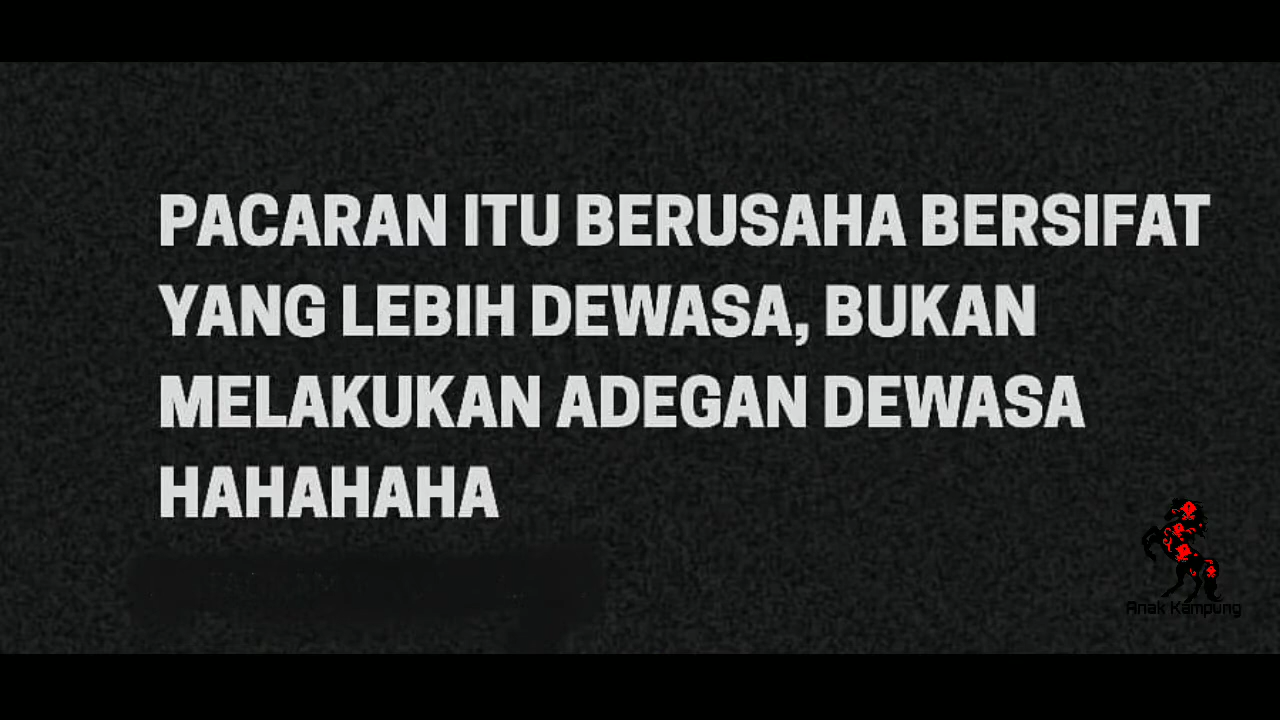 PACARAN ITU BERUSAHA BERSIFAT
YANG LEBIH DEWASA, BUKAN
MELAKUKAN ADEGAN DEWASA
HAHAHAHA
Anak Kampung